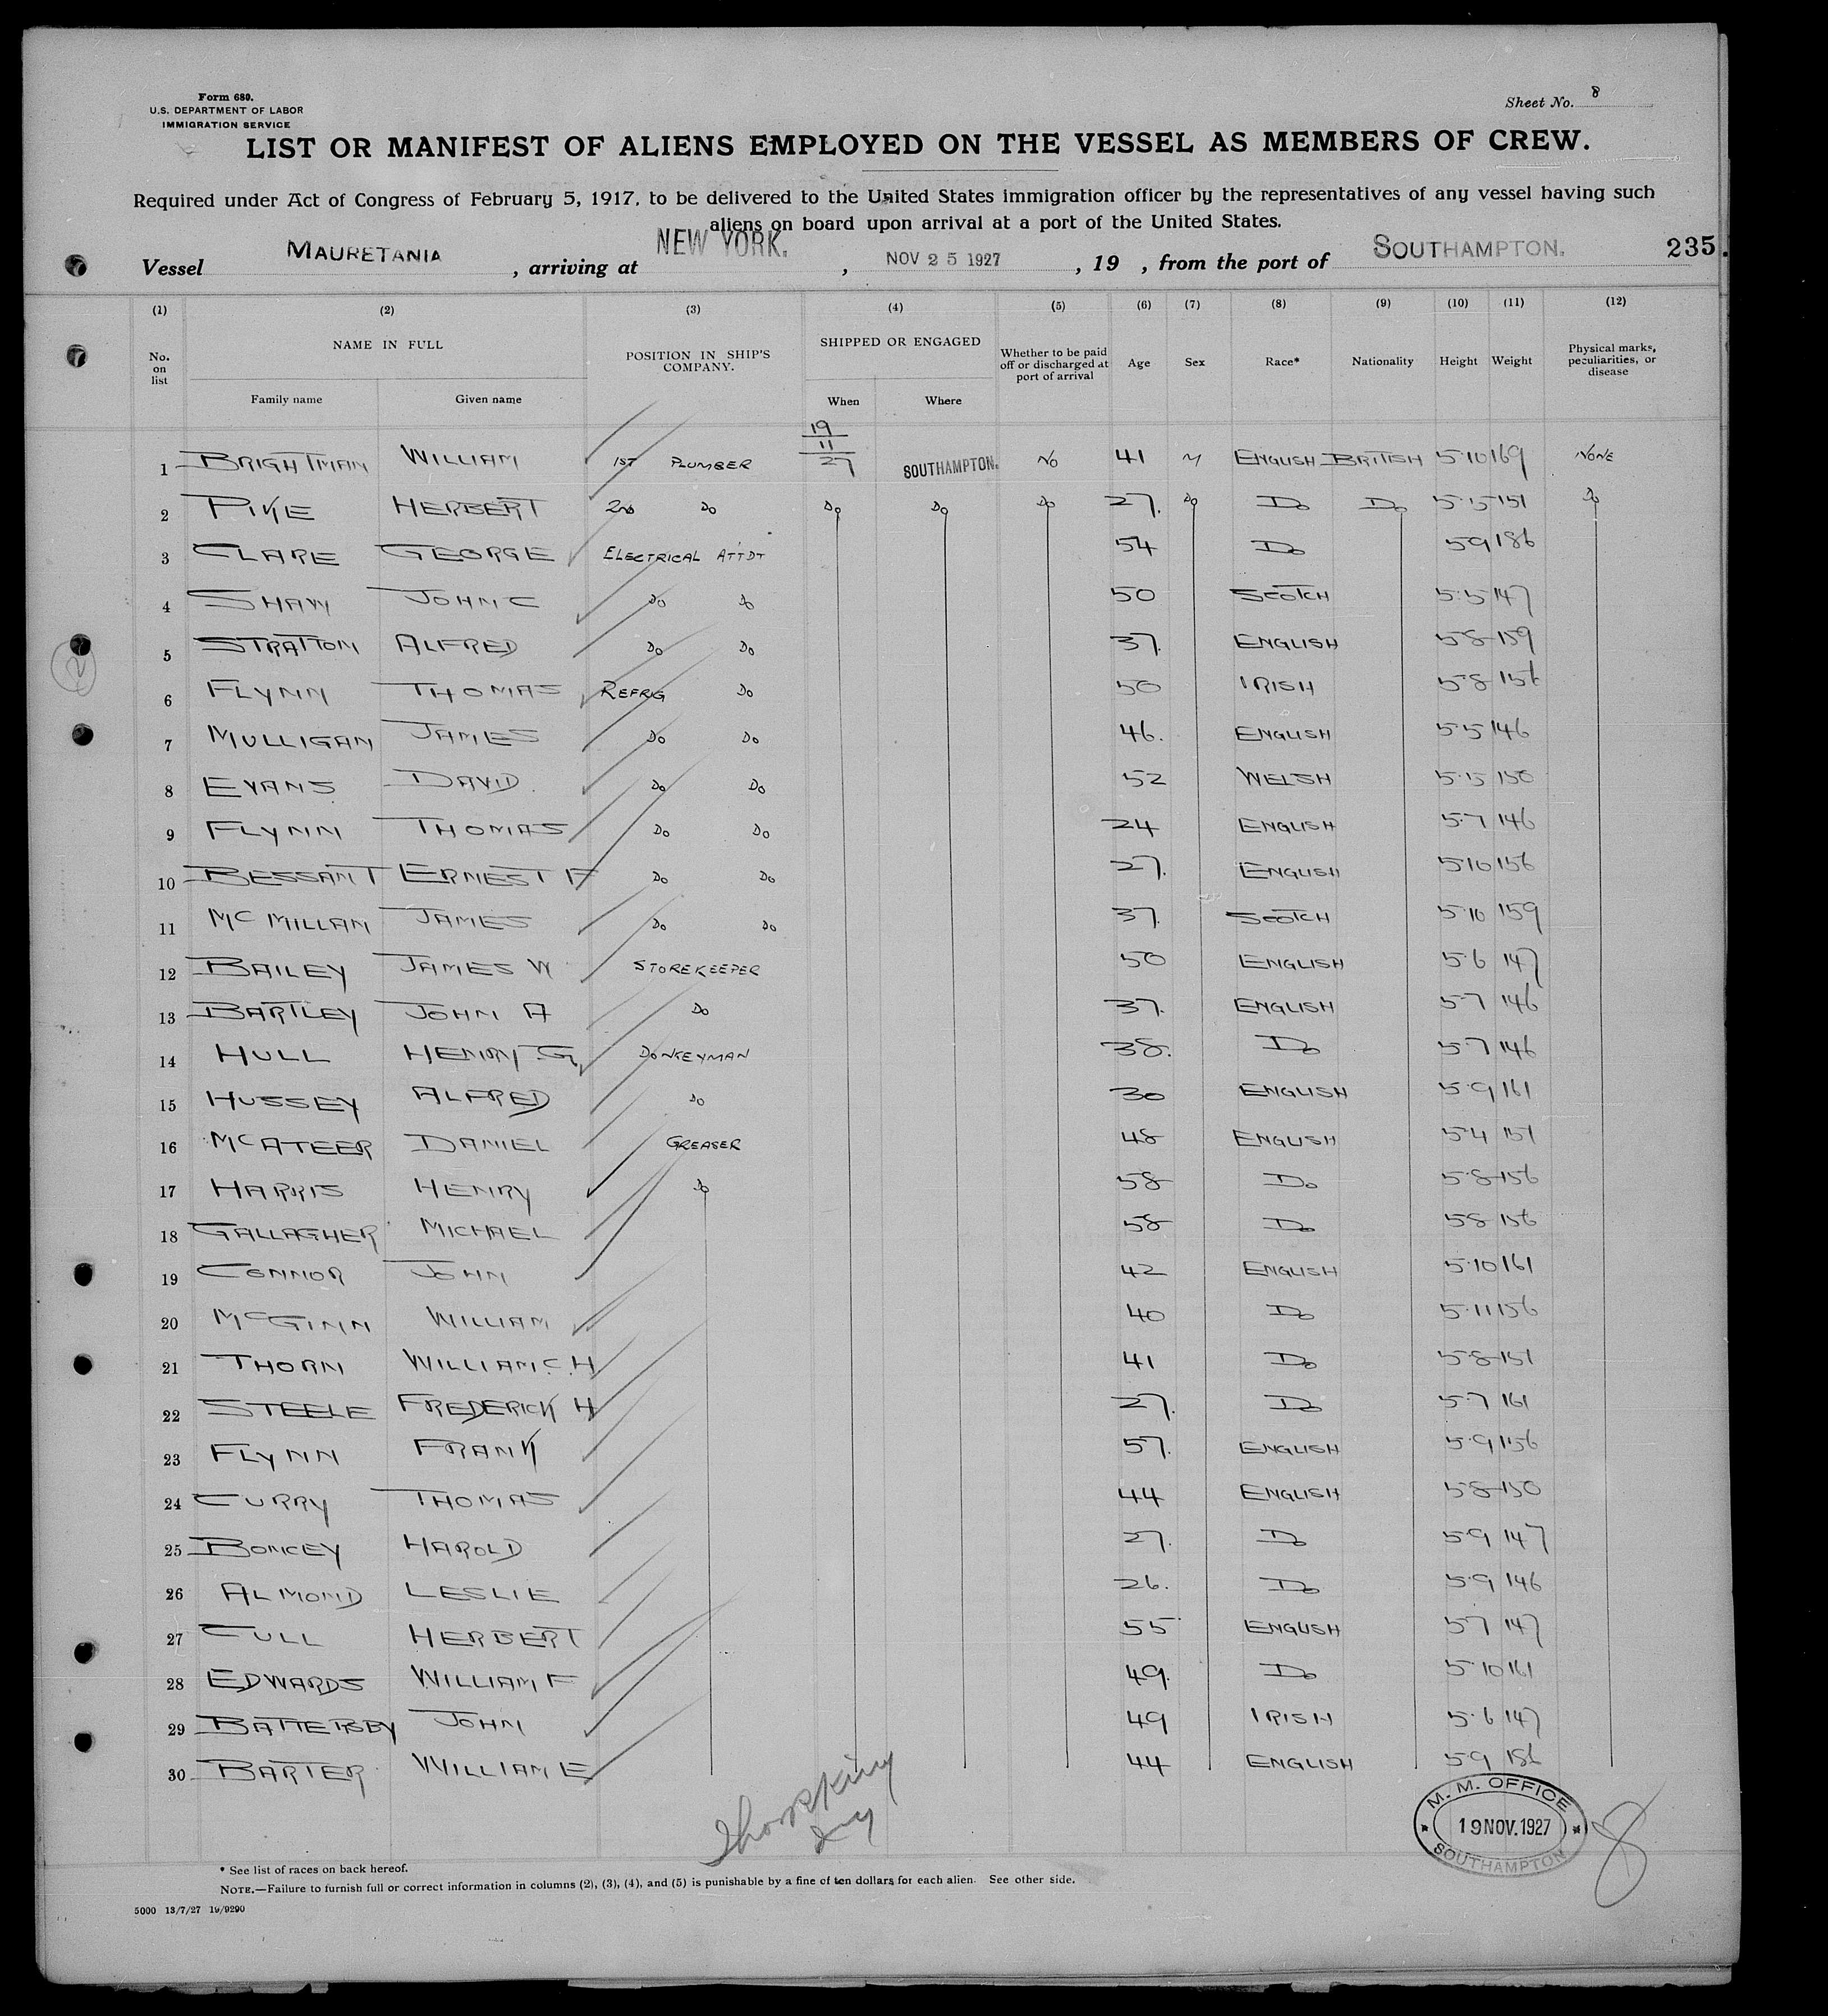 Form 680.
U.S. DEPARTMENT OF LABOR
IMMIGRATION SERVICE
Sheet No. 8
LIST OR MANIFEST OF ALIENS EMPLOYED ON THE VESSEL AS MEMBERS OF CREW.
Required under Act of Congress of February 5, 1917, to be delivered to the United States immigration officer by the representatives of any vessel having such
aliens on board upon arrival at a port of the United States.
Vessel MAURETANIA , arriving at NEW YORK. , NOV 25 1927 , 19 , from the port of SOUTHAMPTON. 235.
(1) (2) (3) (4) (5) (6) (7) (8) (9) (10) (11) (12)
No. on list NAME IN FULL POSITION IN SHIP'S COMPANY. SHIPPED OR ENGAGED Whether to be paid off or discharged at port of arrival Age Sex Race* Nationality Height Weight Physical marks, peculiarities, or disease
Family name Given name When Where
1 BRIGHTMAN WILLIAM 1ST PLUMBER 19/11/27 SOUTHAMPTON. NO 41 M ENGLISH BRITISH 5·10 169 NONE
2 PIKE HERBERT 2ND DO DO DO DO 27. DO DO DO 5·5 151 DO
3 CLARE GEORGE ELECTRICAL ATTDT 54 DO 5·9 186
4 SHAW JOHN C DO DO 50 SCOTCH 5·5 147
5 STRATTON ALFRED DO DO 37. ENGLISH 5·8 159
6 FLYNN THOMAS REFRIG DO 50 IRISH 5·8 156
7 MULLIGAN JAMES DO DO 46. ENGLISH 5·5 146
8 EVANS DAVID DO DO 52 WELSH 5·5 150
9 FLYNN THOMAS DO DO 24 ENGLISH 5·7 146
10 BESSANT ERNEST F DO DO 27. ENGLISH 5·10 156
11 MCMILLAN JAMES DO DO 37. SCOTCH 5·10 159
12 BAILEY JAMES W STOREKEEPER 50 ENGLISH 5·6 147
13 BARTLEY JOHN A DO 37. ENGLISH 5·7 146
14 HULL HENRY G DONKEYMAN 38. DO 5·7 146
15 HUSSEY ALFRED DO 30 ENGLISH 5·9 161
16 MCATEER DANIEL GREASER 48 ENGLISH 5·4 151
17 HARRIS HENRY DO 58 DO 5·8 156
18 GALLAGHER MICHAEL 58 DO 5·8 156
19 CONNOR JOHN 42 ENGLISH 5·10 161
20 MCGINN WILLIAM 40 DO 5·11 156
21 THORN WILLIAM C. H 41 DO 5·8 151
22 STEELE FREDERICK H 27. DO 5·7 161
23 FLYNN FRANK 57. ENGLISH 5·9 156
24 CURRY THOMAS 44 ENGLISH 5·8 150
25 BONCEY HAROLD 27. DO 5·9 147
26 ALMOND LESLIE 26. DO 5·9 146
27 CULL HERBERT 55 ENGLISH 5·7 147
28 EDWARDS WILLIAM F 49. DO 5·10 161
29 BATTERSBY JOHN 49 IRISH 5·6 147
30 BARTER WILLIAM E 44 ENGLISH 5·9 186
M. M. OFFICE
19 NOV. 1927
SOUTHAMPTON
8
* See list of races on back hereof.
NOTE.—Failure to furnish full or correct information in columns (2), (3), (4), and (5) is punishable by a fine of ten dollars for each alien. See other side.
5000 13/7/27 19/9290